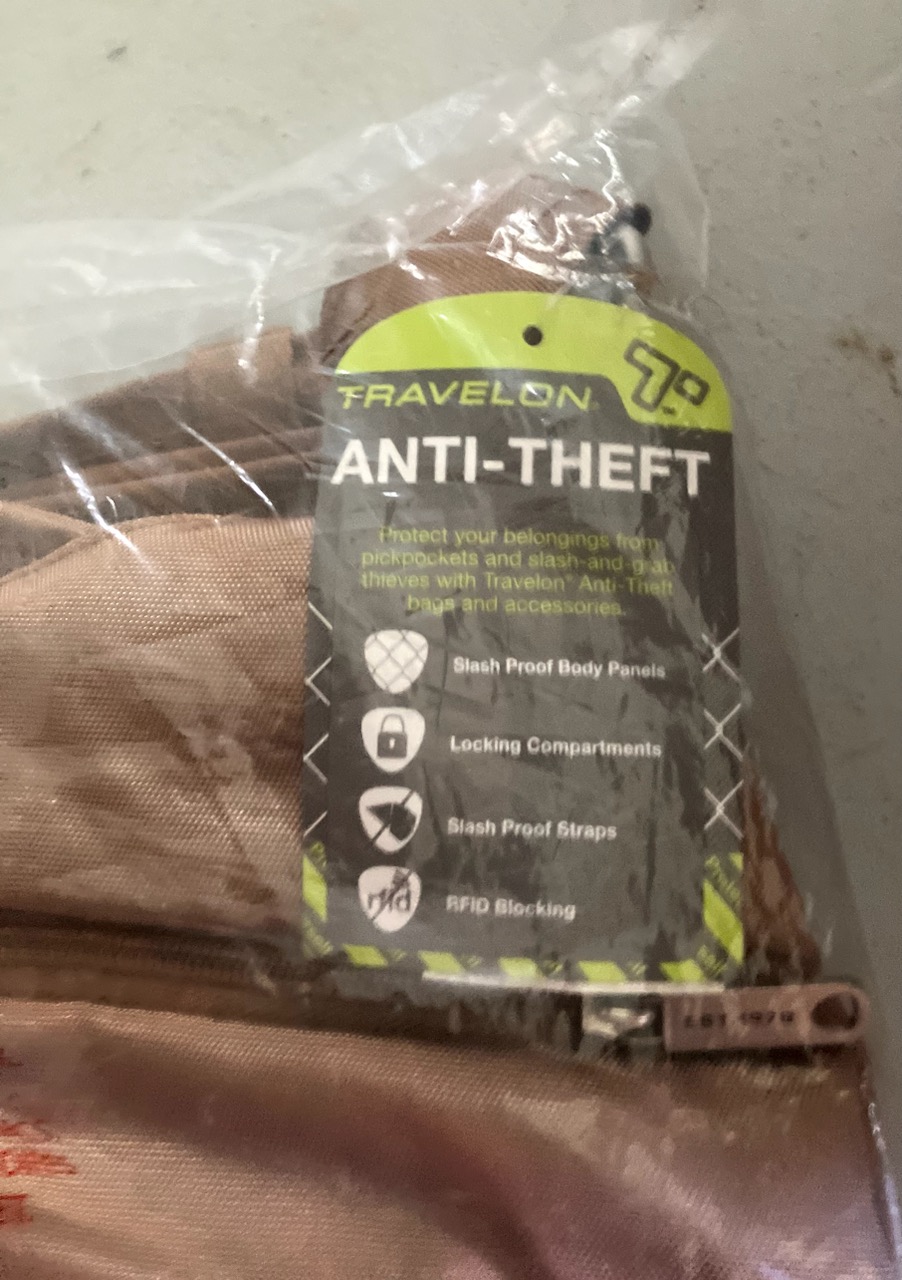 TRAVELON
ANTI-THEFT
Protect your belongings from
pickpockets and slash-and-grab
thieves with Travelon® Anti-Theft
bags and accessories.
Slash Proof Body Panels
Locking Compartments
Slash Proof Straps
rfid
RFID Blocking
EST. 1978